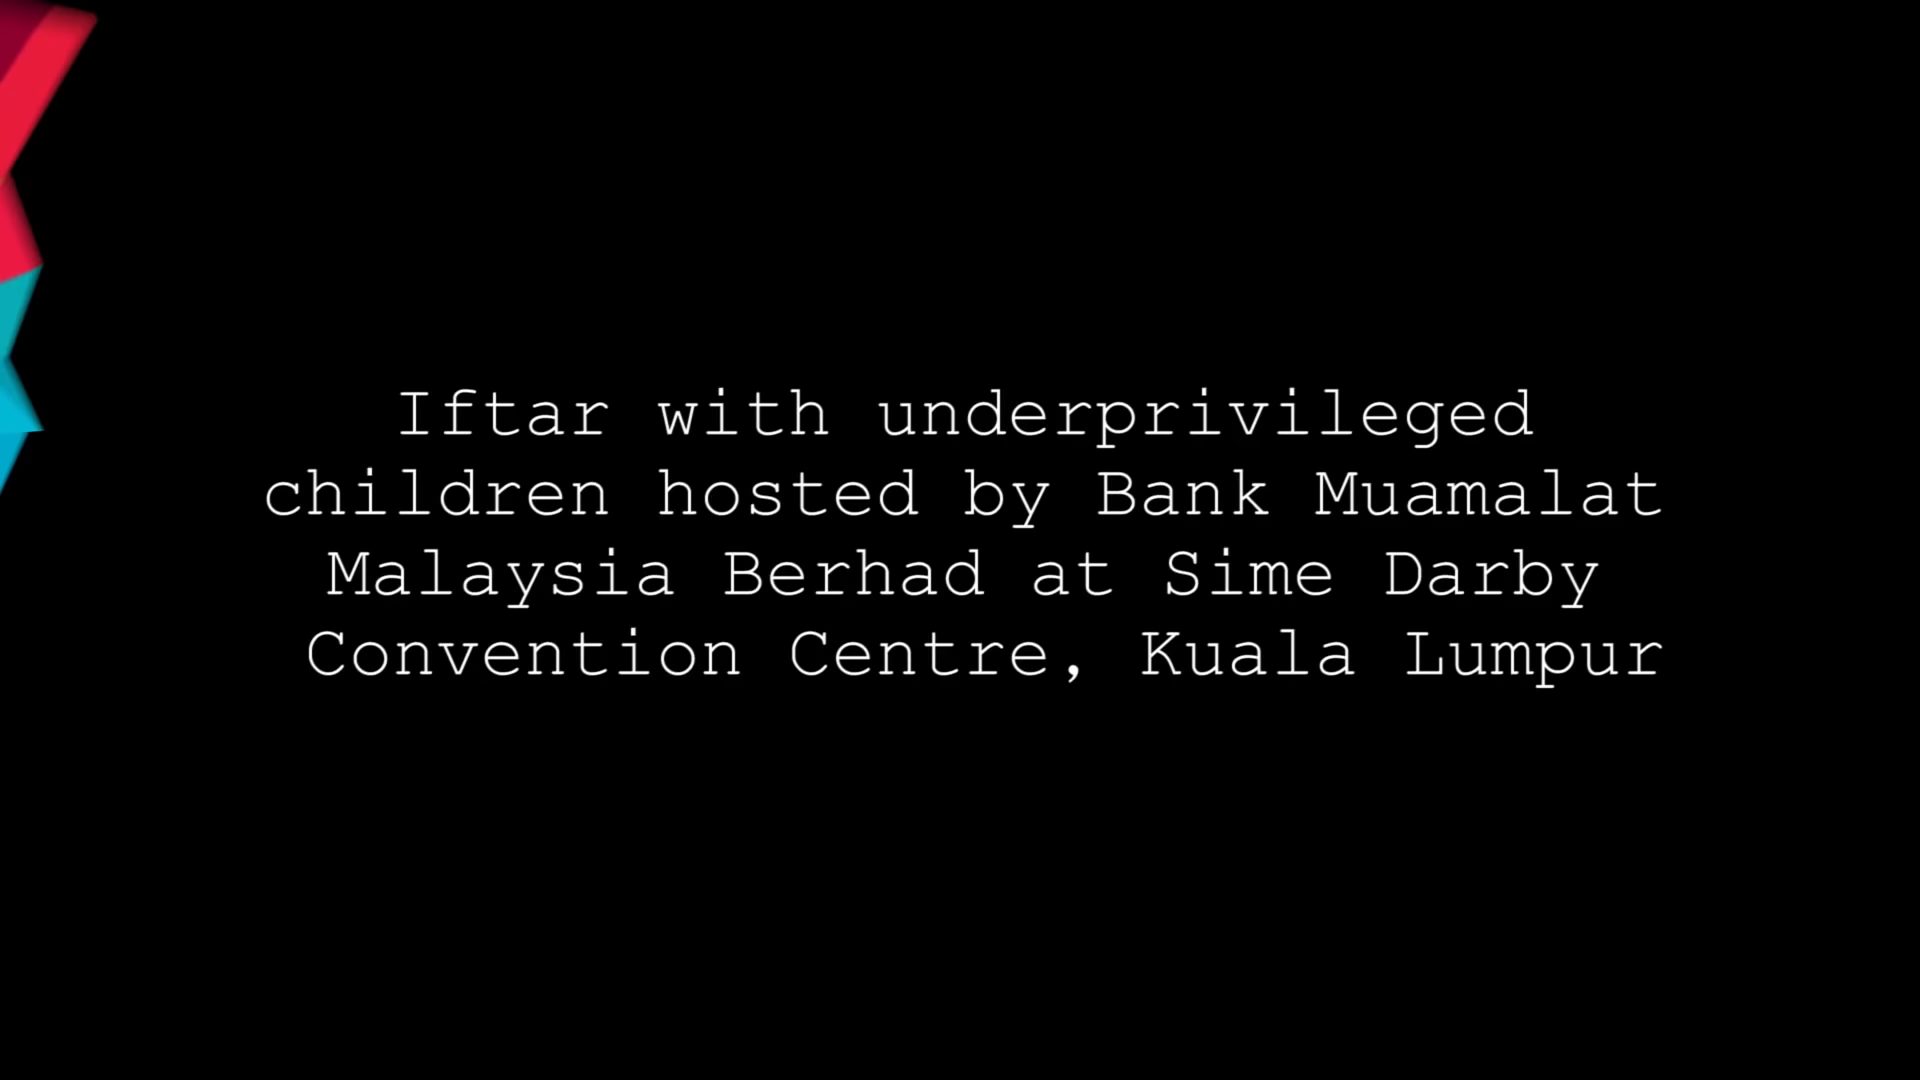 Iftar with underprivileged
children hosted by Bank Muamalat
Malaysia Berhad at Sime Darby
Convention Centre, Kuala Lumpur